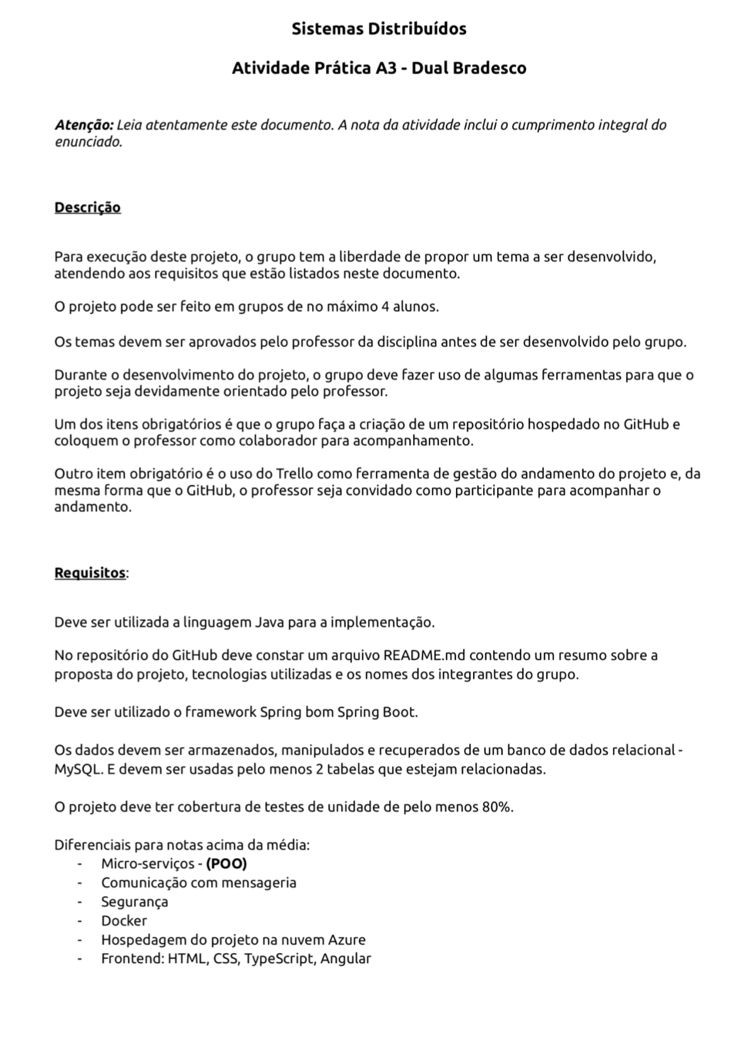 Sistemas Distribuídos
Atividade Prática A3 - Dual Bradesco
Atenção: Leia atentamente este documento. A nota da atividade inclui o cumprimento integral do
enunciado.
Descrição
Para execução deste projeto, o grupo tem a liberdade de propor um tema a ser desenvolvido,
atendendo aos requisitos que estão listados neste documento.
O projeto pode ser feito em grupos de no máximo 4 alunos.
Os temas devem ser aprovados pelo professor da disciplina antes de ser desenvolvido pelo grupo.
Durante o desenvolvimento do projeto, o grupo deve fazer uso de algumas ferramentas para que o
projeto seja devidamente orientado pelo professor.
Um dos itens obrigatórios é que o grupo faça a criação de um repositório hospedado no GitHub e
coloquem o professor como colaborador para acompanhamento.
Outro item obrigatório é o uso do Trello como ferramenta de gestão do andamento do projeto e, da
mesma forma que o GitHub, o professor seja convidado como participante para acompanhar o
andamento.
Requisitos:
Deve ser utilizada a linguagem Java para a implementação.
No repositório do GitHub deve constar um arquivo README.md contendo um resumo sobre a
proposta do projeto, tecnologias utilizadas e os nomes dos integrantes do grupo.
Deve ser utilizado o framework Spring bom Spring Boot.
Os dados devem ser armazenados, manipulados e recuperados de um banco de dados relacional -
MySQL. E devem ser usadas pelo menos 2 tabelas que estejam relacionadas.
O projeto deve ter cobertura de testes de unidade de pelo menos 80%.
Diferenciais para notas acima da média:
- Micro-serviços - (POO)
- Comunicação com mensageria
- Segurança
- Docker
- Hospedagem do projeto na nuvem Azure
- Frontend: HTML, CSS, TypeScript, Angular